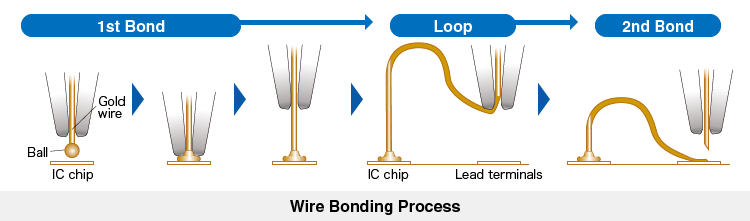 1st Bond
Loop
2nd Bond
Gold
wire
Ball
IC chip
IC chip
Lead terminals
Wire Bonding Process